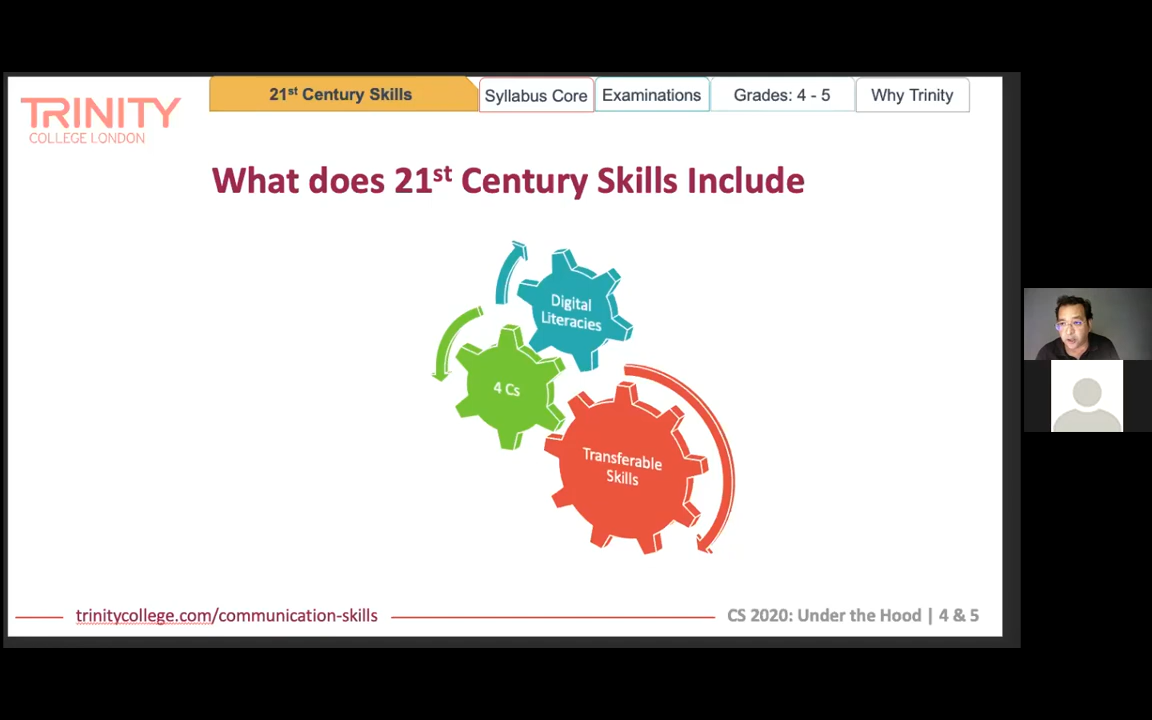 21st Century Skills
Syllabus Core
Examinations
Grades: 4 - 5
Why Trinity
TRINITY
COLLEGE LONDON
What does 21st Century Skills Include
Digital
Literacies
4 Cs
Transferable
Skills
trinitycollege.com/communication-skills
CS 2020: Under the Hood | 4 & 5